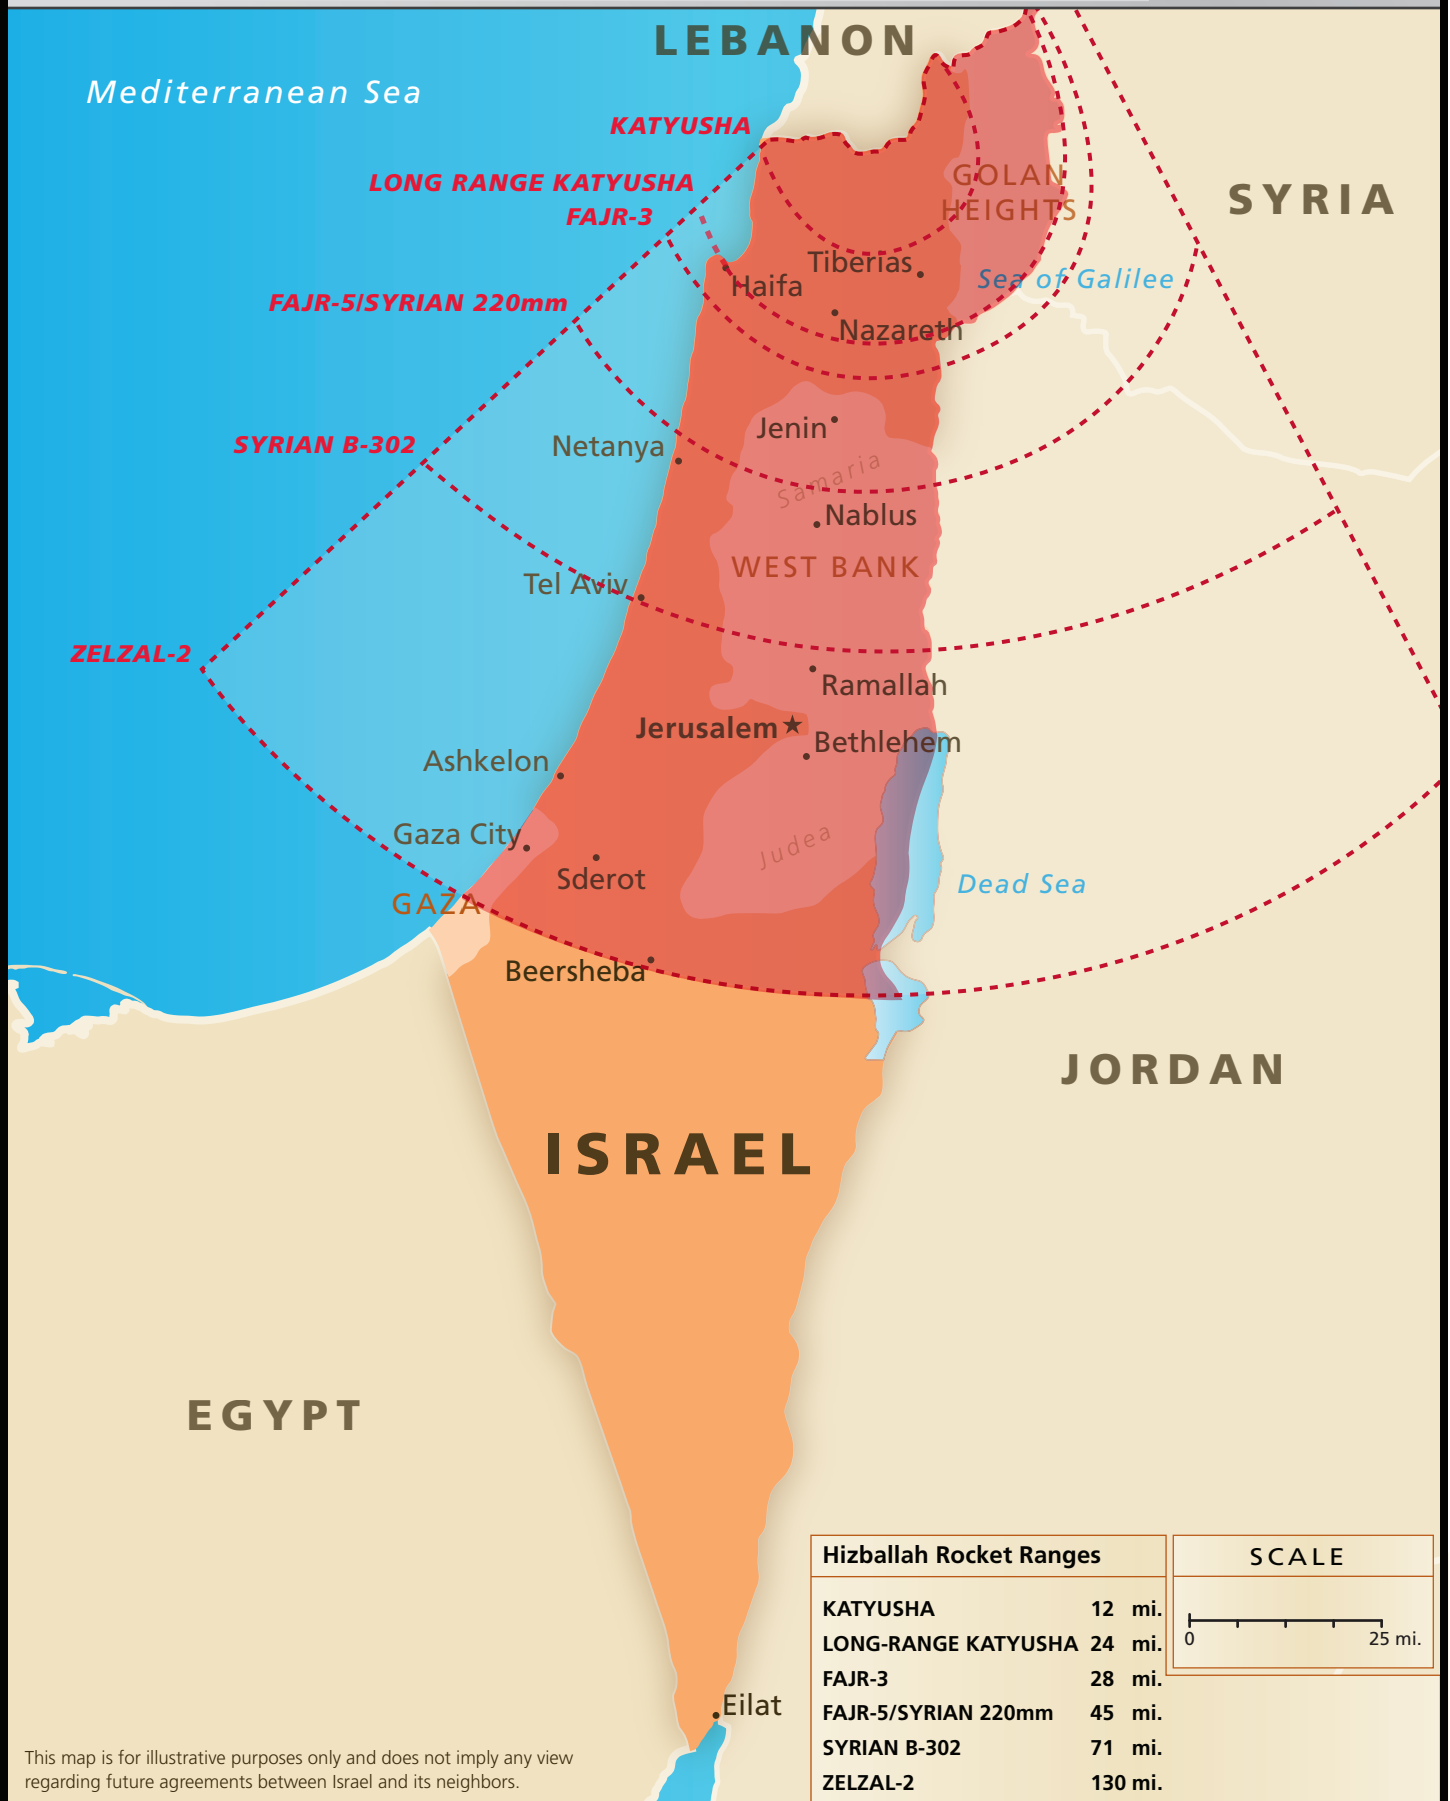 LEBANON
Mediterranean Sea
KATYUSHA
LONG RANGE KATYUSHA
FAJR-3
GOLAN
HEIGHTS
SYRIA
Tiberias
Haifa
Sea of Galilee
FAJR-5/SYRIAN 220mm
Nazareth
Jenin
Netanya
SYRIAN B-302
Samaria
Nablus
WEST BANK
Tel Aviv
ZELZAL-2
Ramallah
Jerusalem
Bethlehem
Ashkelon
Gaza City
Judea
Sderot
Dead Sea
GAZA
Beersheba
JORDAN
ISRAEL
EGYPT
Hizballah Rocket Ranges
KATYUSHA 12 mi.
LONG-RANGE KATYUSHA 24 mi.
FAJR-3 28 mi.
FAJR-5/SYRIAN 220mm 45 mi.
SYRIAN B-302 71 mi.
ZELZAL-2 130 mi.
SCALE
0 25 mi.
Eilat
This map is for illustrative purposes only and does not imply any view
regarding future agreements between Israel and its neighbors.